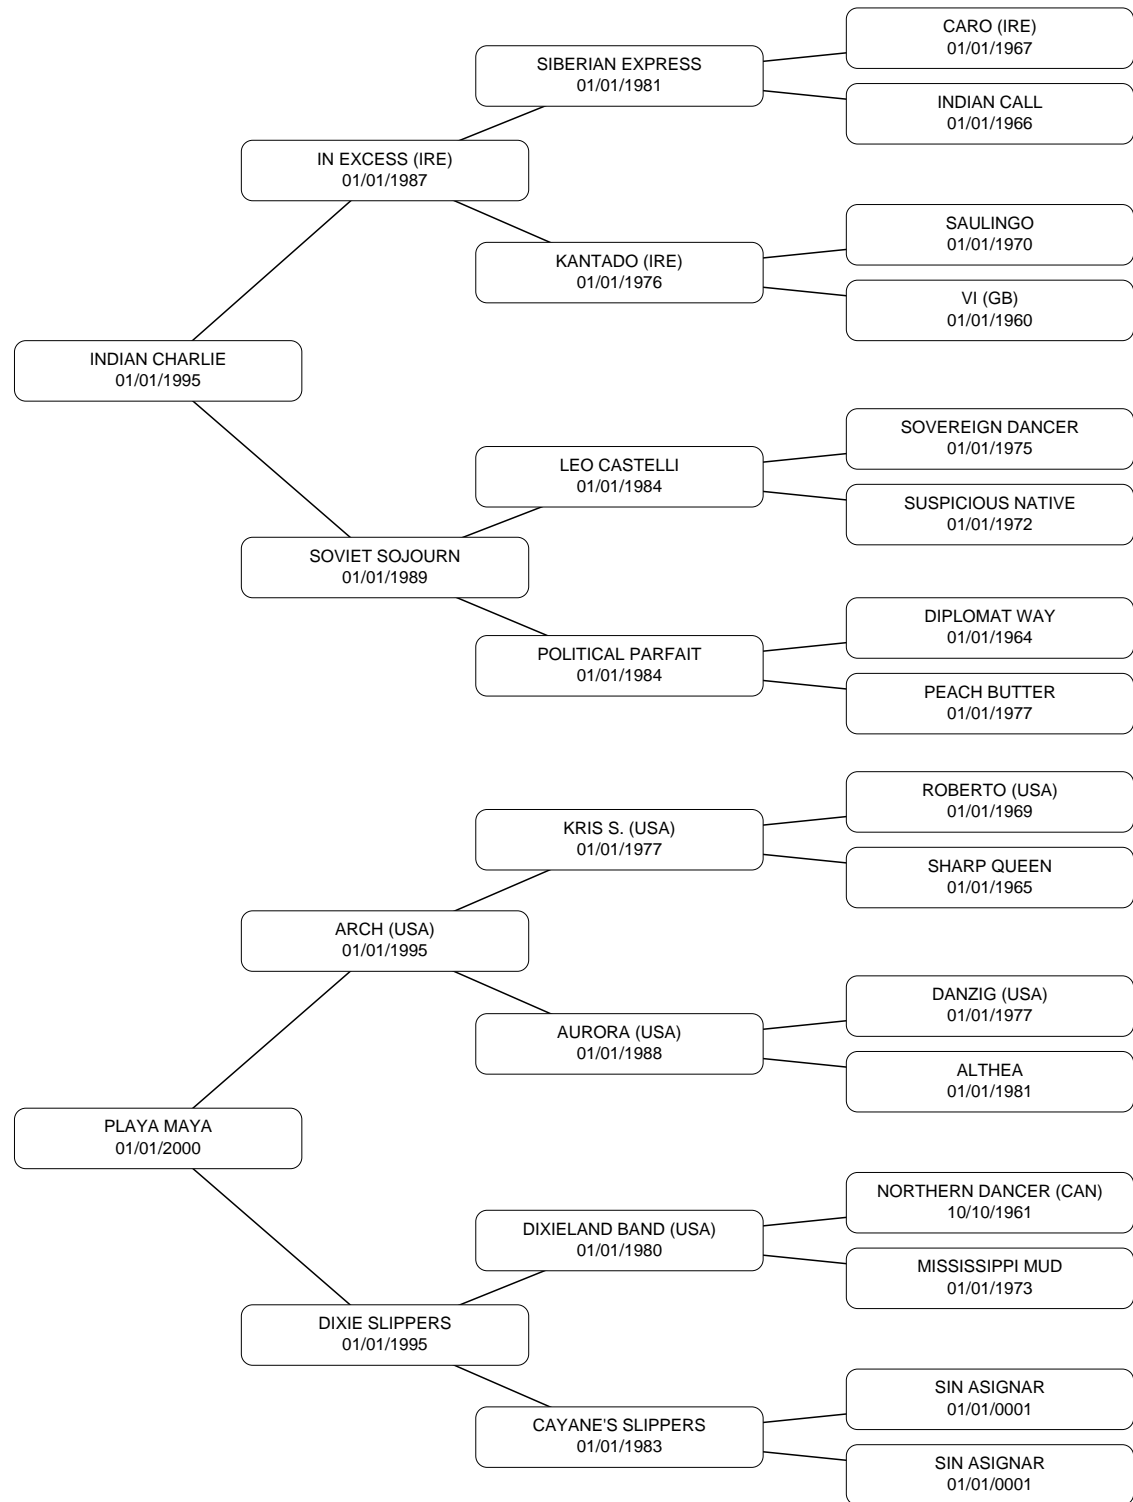 CARO (IRE)
01/01/1967
SIBERIAN EXPRESS
01/01/1981
INDIAN CALL
01/01/1966
IN EXCESS (IRE)
01/01/1987
SAULINGO
01/01/1970
KANTADO (IRE)
01/01/1976
VI (GB)
01/01/1960
INDIAN CHARLIE
01/01/1995
SOVEREIGN DANCER
01/01/1975
LEO CASTELLI
01/01/1984
SUSPICIOUS NATIVE
01/01/1972
SOVIET SOJOURN
01/01/1989
DIPLOMAT WAY
01/01/1964
POLITICAL PARFAIT
01/01/1984
PEACH BUTTER
01/01/1977
ROBERTO (USA)
01/01/1969
KRIS S. (USA)
01/01/1977
SHARP QUEEN
01/01/1965
ARCH (USA)
01/01/1995
DANZIG (USA)
01/01/1977
AURORA (USA)
01/01/1988
ALTHEA
01/01/1981
PLAYA MAYA
01/01/2000
NORTHERN DANCER (CAN)
10/10/1961
DIXIELAND BAND (USA)
01/01/1980
MISSISSIPPI MUD
01/01/1973
DIXIE SLIPPERS
01/01/1995
SIN ASIGNAR
01/01/0001
CAYANE'S SLIPPERS
01/01/1983
SIN ASIGNAR
01/01/0001